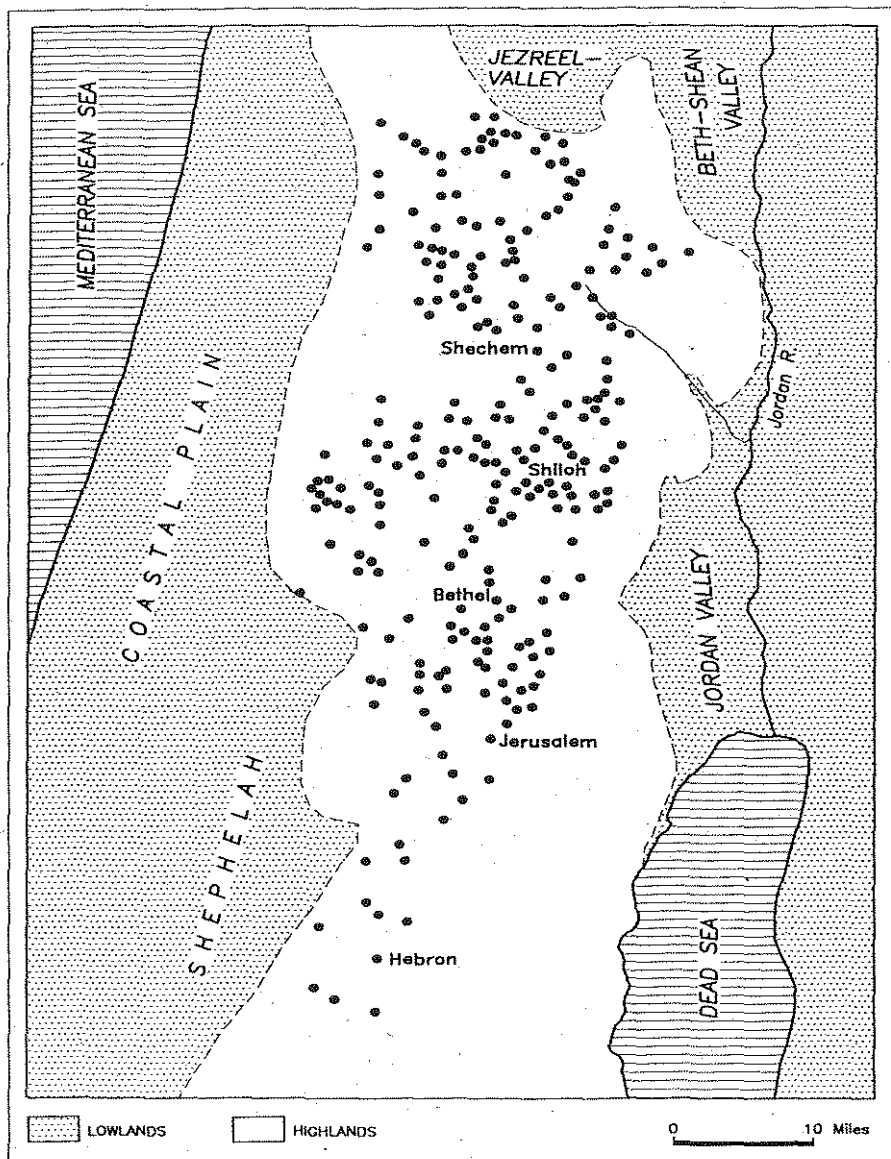 JEZREEL-
VALLEY
BETH-SHEAN
VALLEY
MEDITERRANEAN SEA
Shechem
Jordan R.
COASTAL PLAIN
Shiloh
Bethel
JORDAN VALLEY
Jerusalem
SHEPHELAH
Hebron
DEAD SEA
LOWLANDS
HIGHLANDS
0 10 Miles